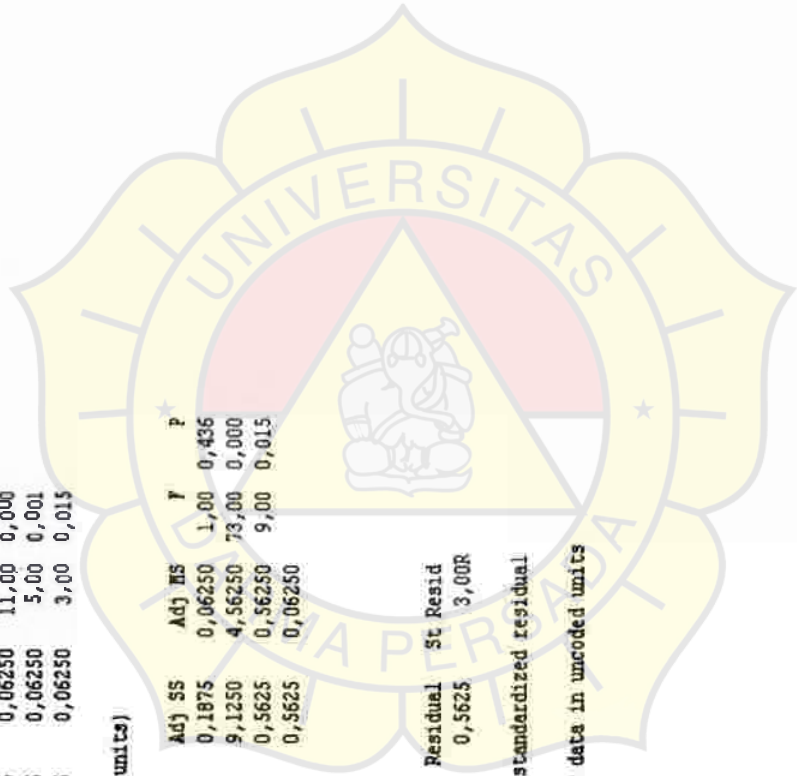 0,06250 11,00 0,000
0,06250 5,00 0,001
0,06250 3,00 0,015
units)
Adj SS Adj MS F P
0,1875 0,06250 1,00 0,436
9,1250 4,56250 73,00 0,000
0,5625 0,56250 9,00 0,015
0,5625 0,06250
Residual St Resid
0,5625 3,00R
standardized residual
data in uncoded units
UNIVERSITAS
DARMA PERSADA